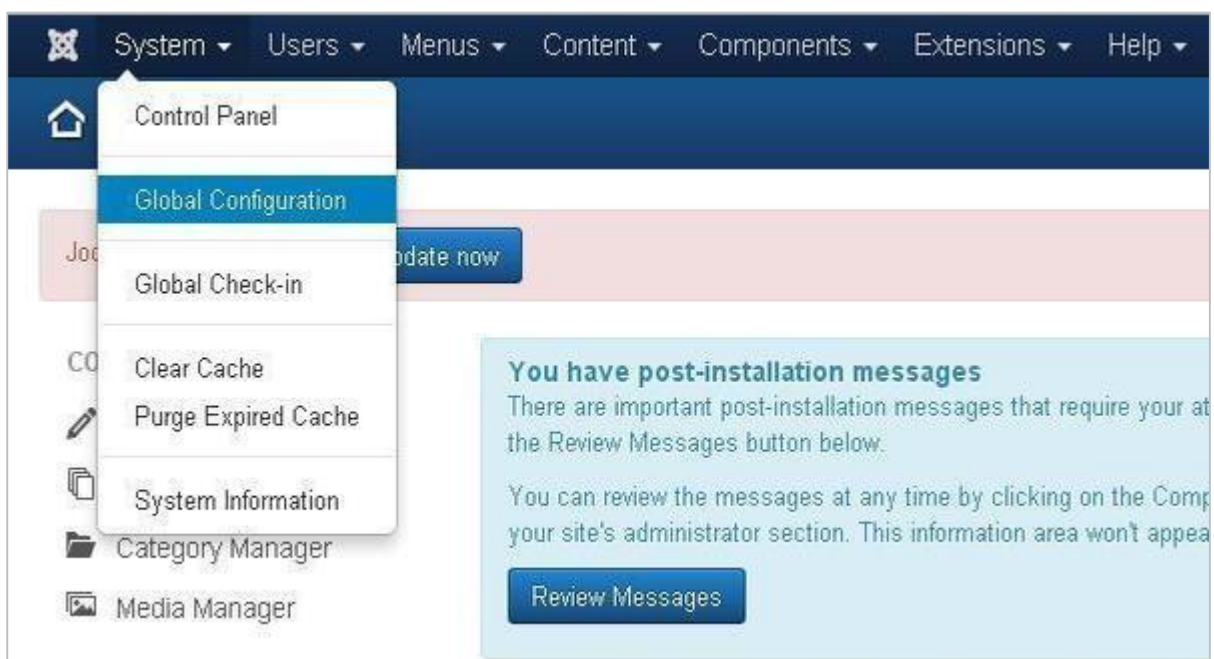 System Users Menus Content Components Extensions Help
Control Panel
Global Configuration
Joo
pdate now
Global Check-in
CO
Clear Cache
Purge Expired Cache
System Information
Category Manager
Media Manager
You have post-installation messages
There are important post-installation messages that require your at
the Review Messages button below.
You can review the messages at any time by clicking on the Comp
your site's administrator section. This information area won't appea
Review Messages